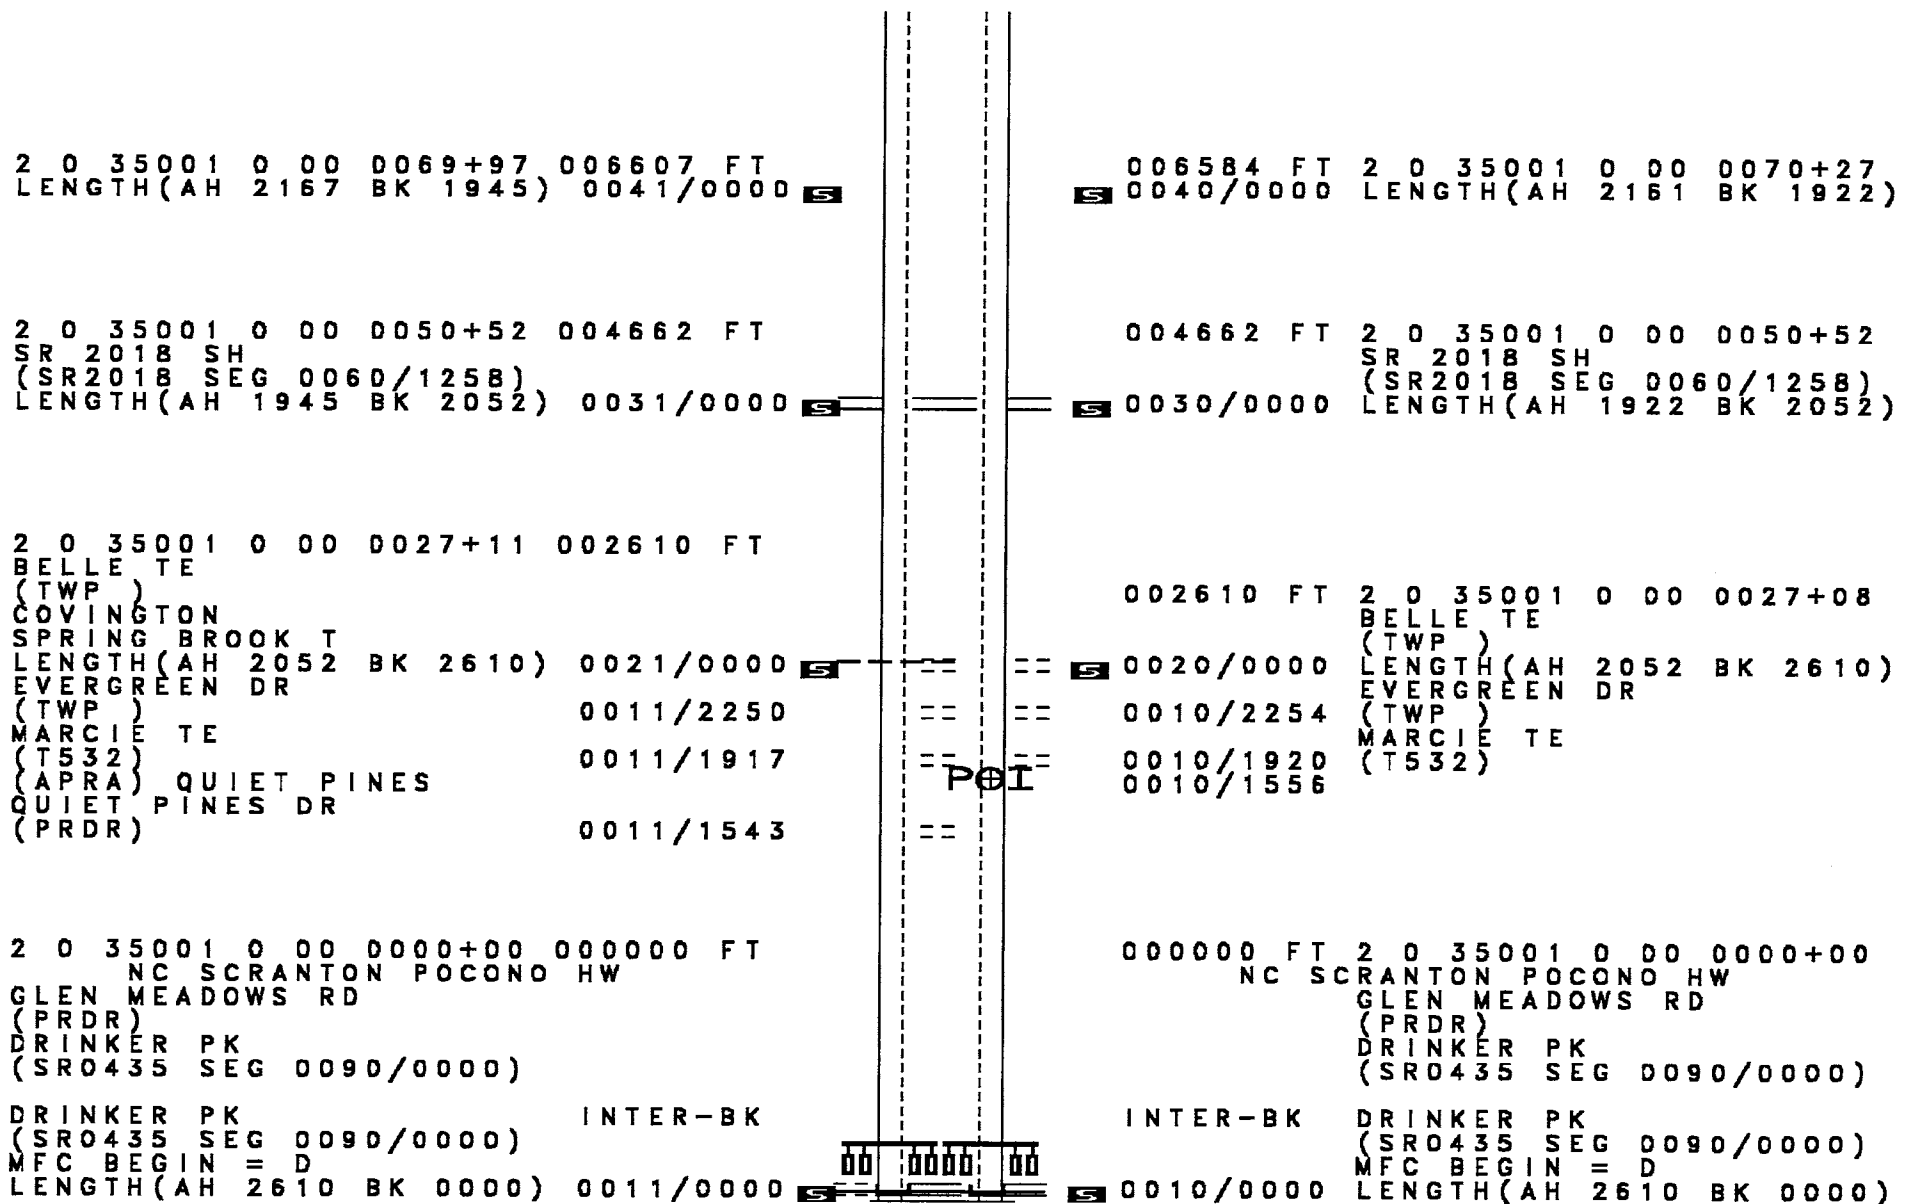 2 0 35001 0 00 0069+97 006607 FT
LENGTH(AH 2167 BK 1945) 0041/0000 S
006584 FT 2 0 35001 0 00 0070+27
S 0040/0000 LENGTH(AH 2161 BK 1922)
2 0 35001 0 00 0050+52 004662 FT
SR 2018 SH
(SR2018 SEG 0060/1258)
LENGTH(AH 1945 BK 2052) 0031/0000 S
004662 FT 2 0 35001 0 00 0050+52
SR 2018 SH
(SR2018 SEG 0060/1258)
S 0030/0000 LENGTH(AH 1922 BK 2052)
2 0 35001 0 00 0027+11 002610 FT
BELLE TE
(TWP )
COVINGTON
SPRING BROOK T
LENGTH(AH 2052 BK 2610) 0021/0000 S
EVERGREEN DR
(TWP ) 0011/2250
MARCIE TE
(T532) 0011/1917
(APRA) QUIET PINES
QUIET PINES DR
(PRDR) 0011/1543
POI
002610 FT 2 0 35001 0 00 0027+08
BELLE TE
(TWP )
S 0020/0000 LENGTH(AH 2052 BK 2610)
EVERGREEN DR
0010/2254 (TWP )
MARCIE TE
0010/1920 (T532)
0010/1556
2 0 35001 0 00 0000+00 000000 FT
NC SCRANTON POCONO HW
GLEN MEADOWS RD
(PRDR)
DRINKER PK
(SR0435 SEG 0090/0000)
DRINKER PK INTER-BK
(SR0435 SEG 0090/0000)
MFC BEGIN = D
LENGTH(AH 2610 BK 0000) 0011/0000 S
000000 FT 2 0 35001 0 00 0000+00
NC SCRANTON POCONO HW
GLEN MEADOWS RD
(PRDR)
DRINKER PK
(SR0435 SEG 0090/0000)
INTER-BK DRINKER PK
(SR0435 SEG 0090/0000)
MFC BEGIN = D
S 0010/0000 LENGTH(AH 2610 BK 0000)